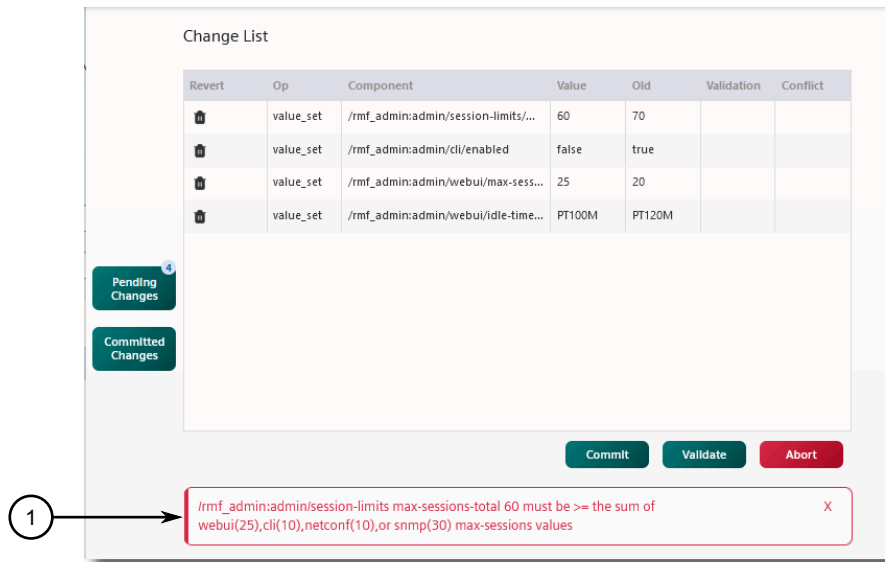 Change List
Revert Op Component Value Old Validation Conflict
value_set /rmf_admin:admin/session-limits/... 60 70
value_set /rmf_admin:admin/cli/enabled false true
value_set /rmf_admin:admin/webui/max-sess... 25 20
value_set /rmf_admin:admin/webui/idle-time... PT100M PT120M
4
Pending
Changes
Committed
Changes
Commit Validate Abort
/rmf_admin:admin/session-limits max-sessions-total 60 must be >= the sum of X
webui(25),cli(10),netconf(10),or snmp(30) max-sessions values
1